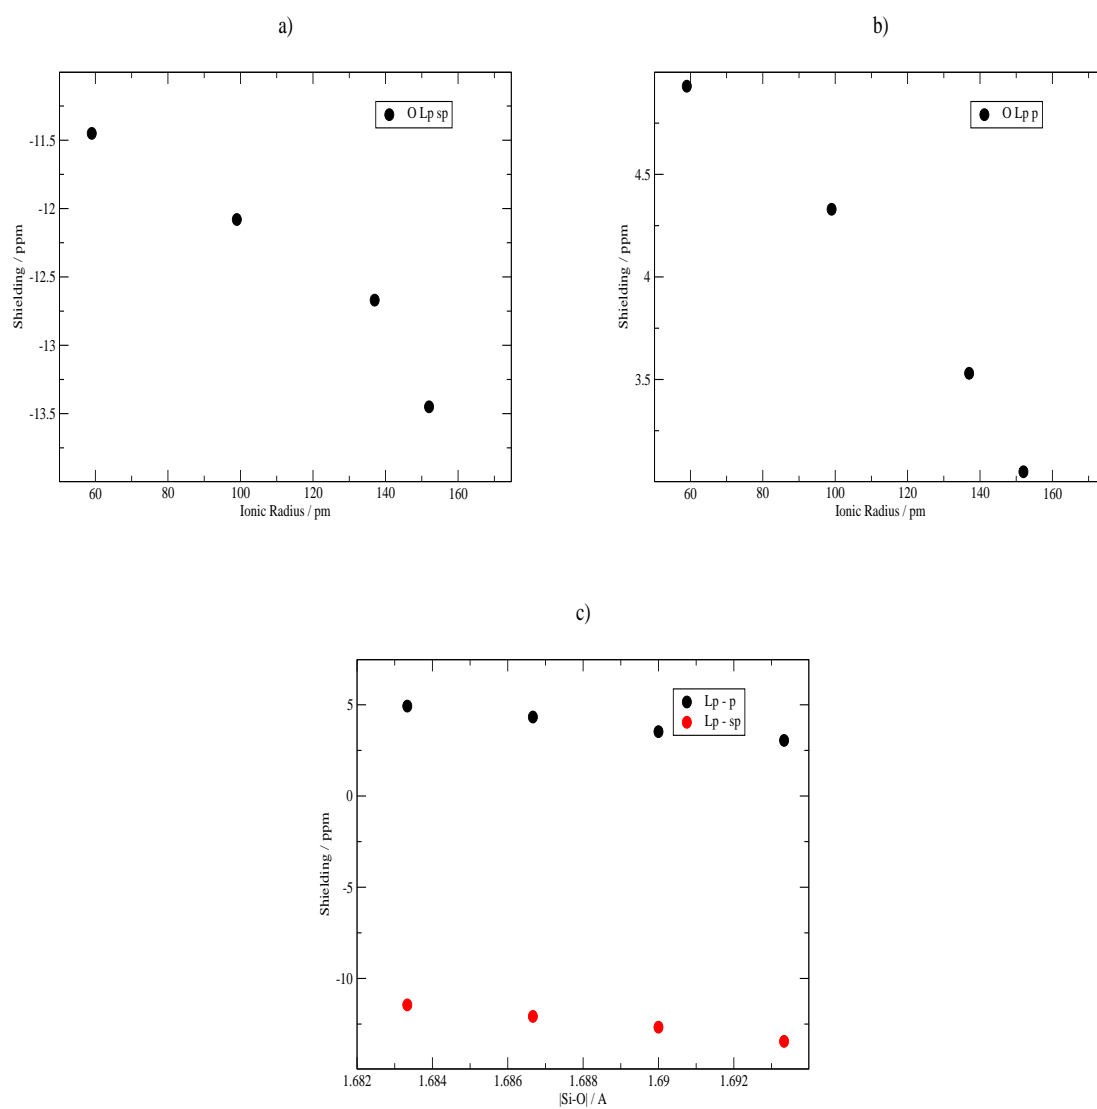 a)
O Lp sp
-11.5
-12
-12.5
-13
-13.5
Shielding / ppm
60 80 100 120 140 160
Ionic Radius / pm
b)
O Lp p
4.5
4
3.5
Shielding / ppm
60 80 100 120 140 160
Ionic Radius / pm
c)
Lp - p
Lp - sp
5
0
-5
-10
Shielding / ppm
1.682 1.684 1.686 1.688 1.69 1.692
|Si-O| / A